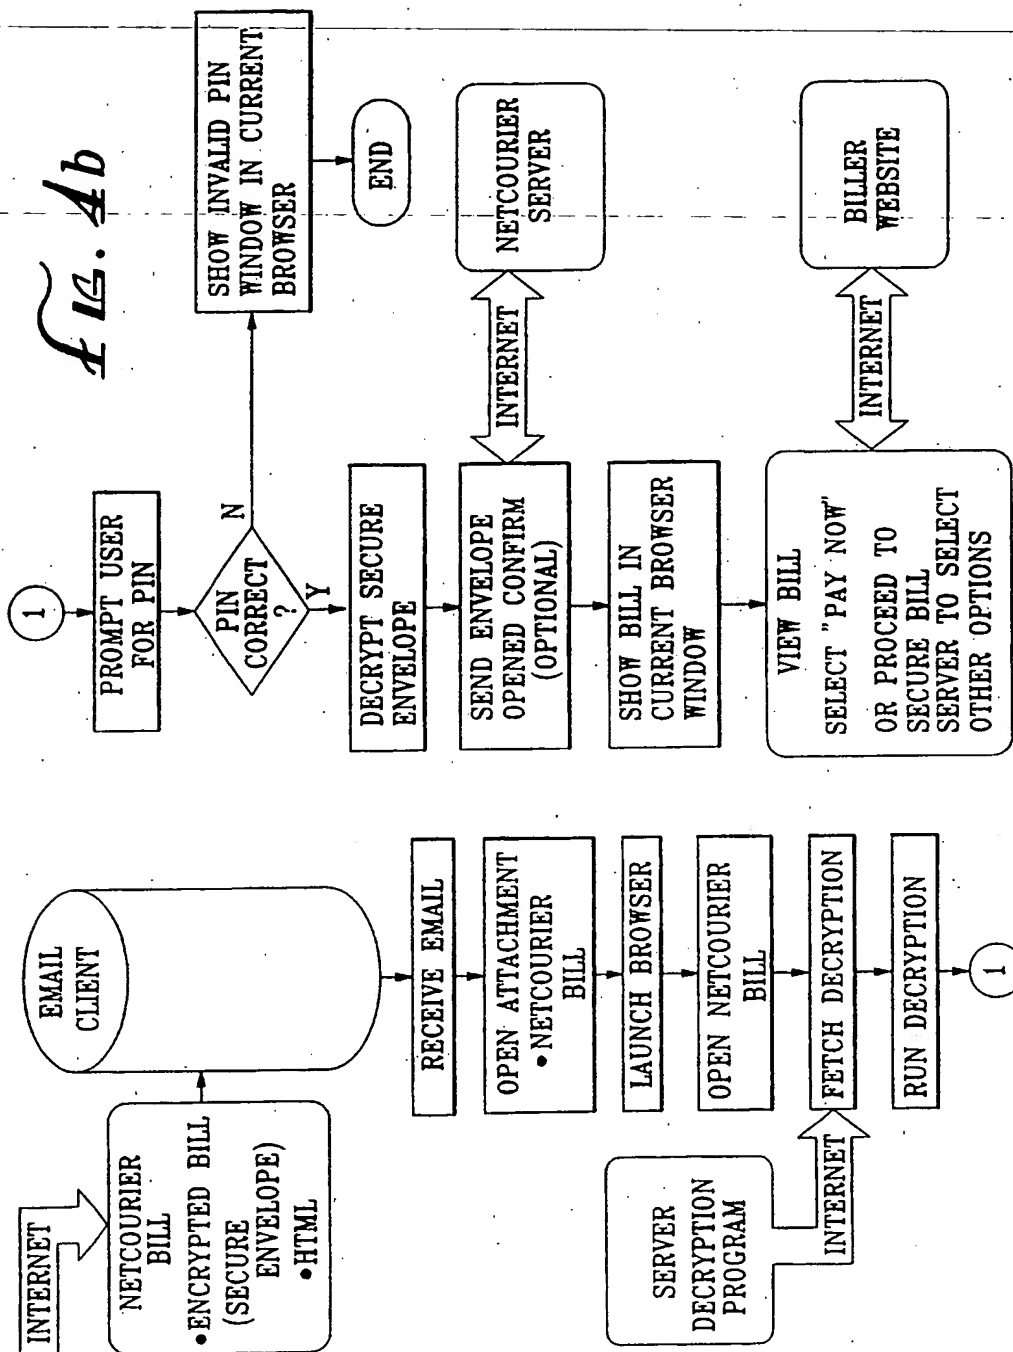 Fig. 4b
INTERNET
NETCOURIER
BILL
•ENCRYPTED BILL
(SECURE
ENVELOPE)
•HTML
EMAIL
CLIENT
RECEIVE EMAIL
OPEN ATTACHMENT
•NETCOURIER
BILL
LAUNCH BROWSER
OPEN NETCOURIER
BILL
SERVER
DECRYPTION
PROGRAM
INTERNET
FETCH DECRYPTION
RUN DECRYPTION
1
1
PROMPT USER
FOR PIN
PIN
CORRECT
?
N
Y
SHOW INVALID PIN
WINDOW IN CURRENT
BROWSER
END
DECRYPT SECURE
ENVELOPE
SEND ENVELOPE
OPENED CONFIRM
(OPTIONAL)
INTERNET
NETCOURIER
SERVER
SHOW BILL IN
CURRENT BROWSER
WINDOW
VIEW BILL
SELECT "PAY NOW"
OR PROCEED TO
SECURE BILL
SERVER TO SELECT
OTHER OPTIONS
INTERNET
BILLER
WEBSITE